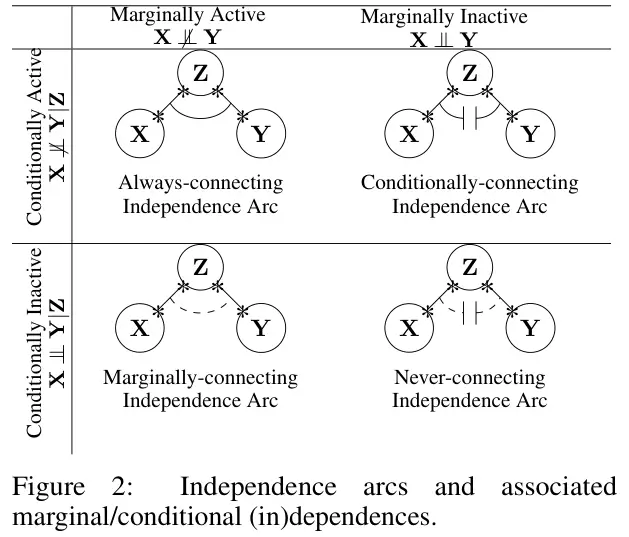 Marginally Active
X ⫫̸ Y
Marginally Inactive
X ⫫ Y
Conditionally Active
X ⫫̸ Y|Z
Z
X
Y
Always-connecting
Independence Arc
Z
X
Y
Conditionally-connecting
Independence Arc
Conditionally Inactive
X ⫫ Y|Z
Z
X
Y
Marginally-connecting
Independence Arc
Z
X
Y
Never-connecting
Independence Arc
Figure 2: Independence arcs and associated
marginal/conditional (in)dependences.